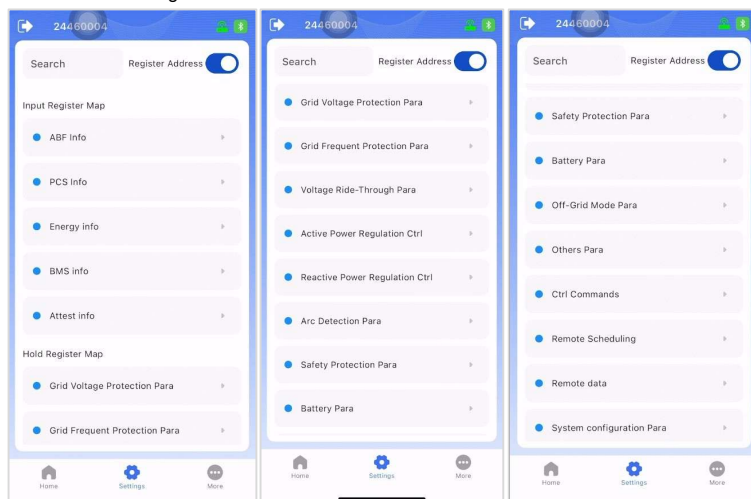 24460004
Search Register Address
Input Register Map
ABF Info
PCS Info
Energy info
BMS info
Attest info
Hold Register Map
Grid Voltage Protection Para
Grid Frequent Protection Para
Home Settings More
24460004
Search Register Address
Grid Voltage Protection Para
Grid Frequent Protection Para
Voltage Ride-Through Para
Active Power Regulation Ctrl
Reactive Power Regulation Ctrl
Arc Detection Para
Safety Protection Para
Battery Para
Home Settings More
24460004
Search Register Address
Safety Protection Para
Battery Para
Off-Grid Mode Para
Others Para
Ctrl Commands
Remote Scheduling
Remote data
System configuration Para
Home Settings More